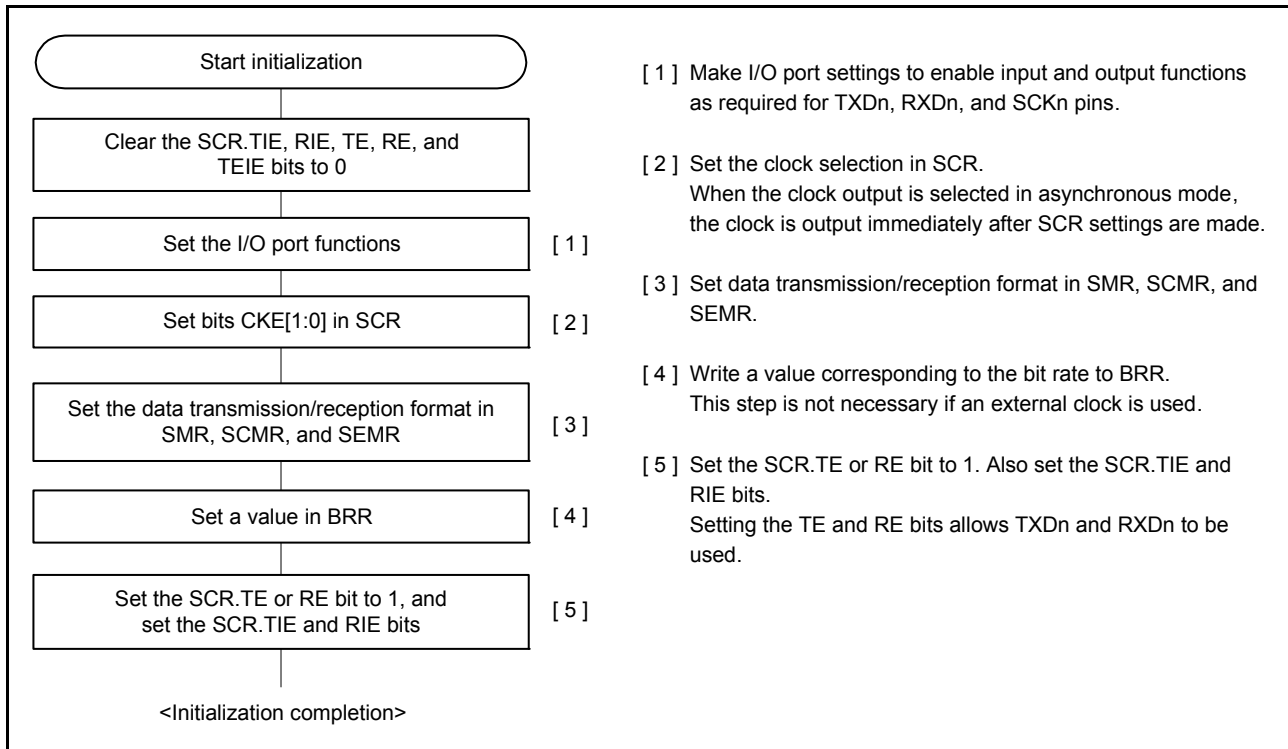 Start initialization
Clear the SCR.TIE, RIE, TE, RE, and
TEIE bits to 0
Set the I/O port functions
[ 1 ]
Set bits CKE[1:0] in SCR
[ 2 ]
Set the data transmission/reception format in
SMR, SCMR, and SEMR
[ 3 ]
Set a value in BRR
[ 4 ]
Set the SCR.TE or RE bit to 1, and
set the SCR.TIE and RIE bits
[ 5 ]
<Initialization completion>
[ 1 ] Make I/O port settings to enable input and output functions
as required for TXDn, RXDn, and SCKn pins.
[ 2 ] Set the clock selection in SCR.
When the clock output is selected in asynchronous mode,
the clock is output immediately after SCR settings are made.
[ 3 ] Set data transmission/reception format in SMR, SCMR, and
SEMR.
[ 4 ] Write a value corresponding to the bit rate to BRR.
This step is not necessary if an external clock is used.
[ 5 ] Set the SCR.TE or RE bit to 1. Also set the SCR.TIE and
RIE bits.
Setting the TE and RE bits allows TXDn and RXDn to be
used.